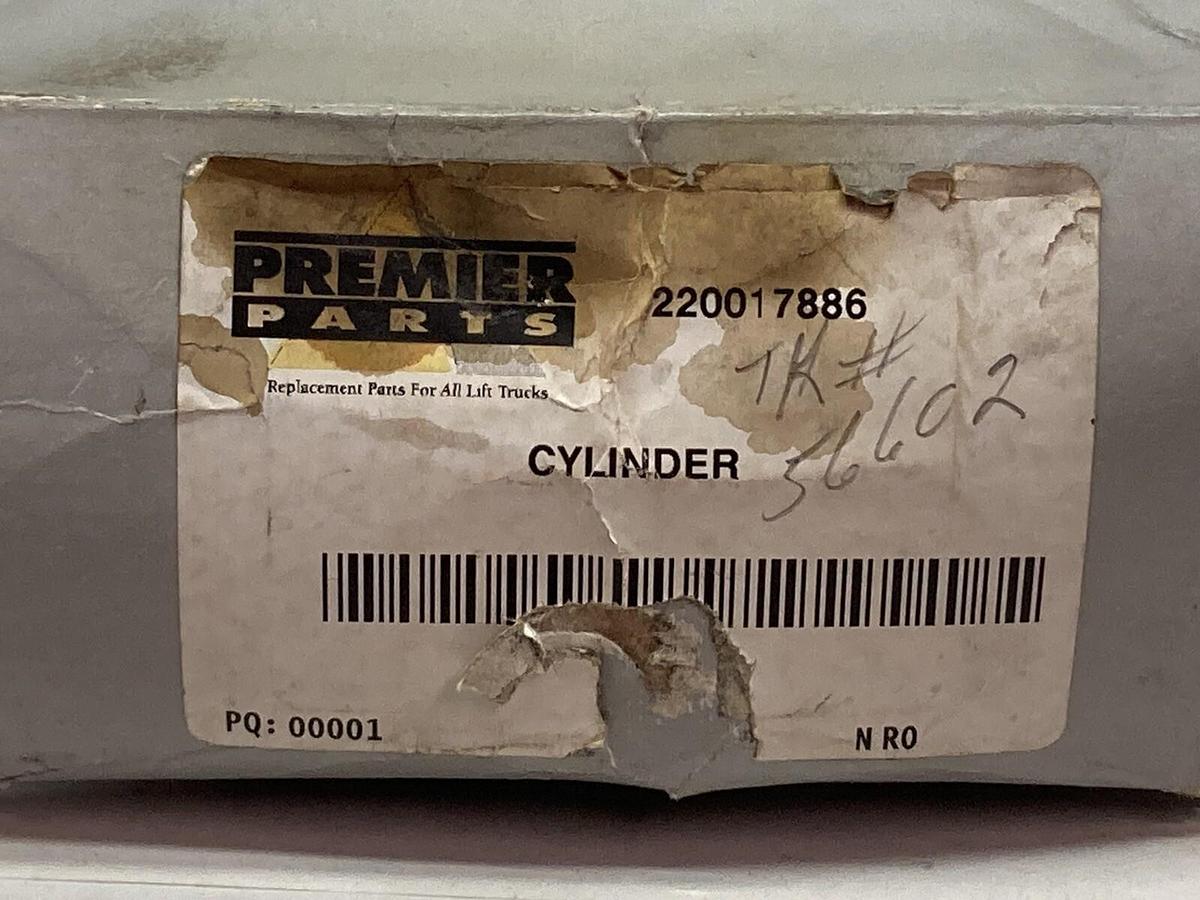 PREMIER
PARTS
Replacement Parts For All Lift Trucks
220017886
TK#
56602
CYLINDER
PQ: 00001
N RO